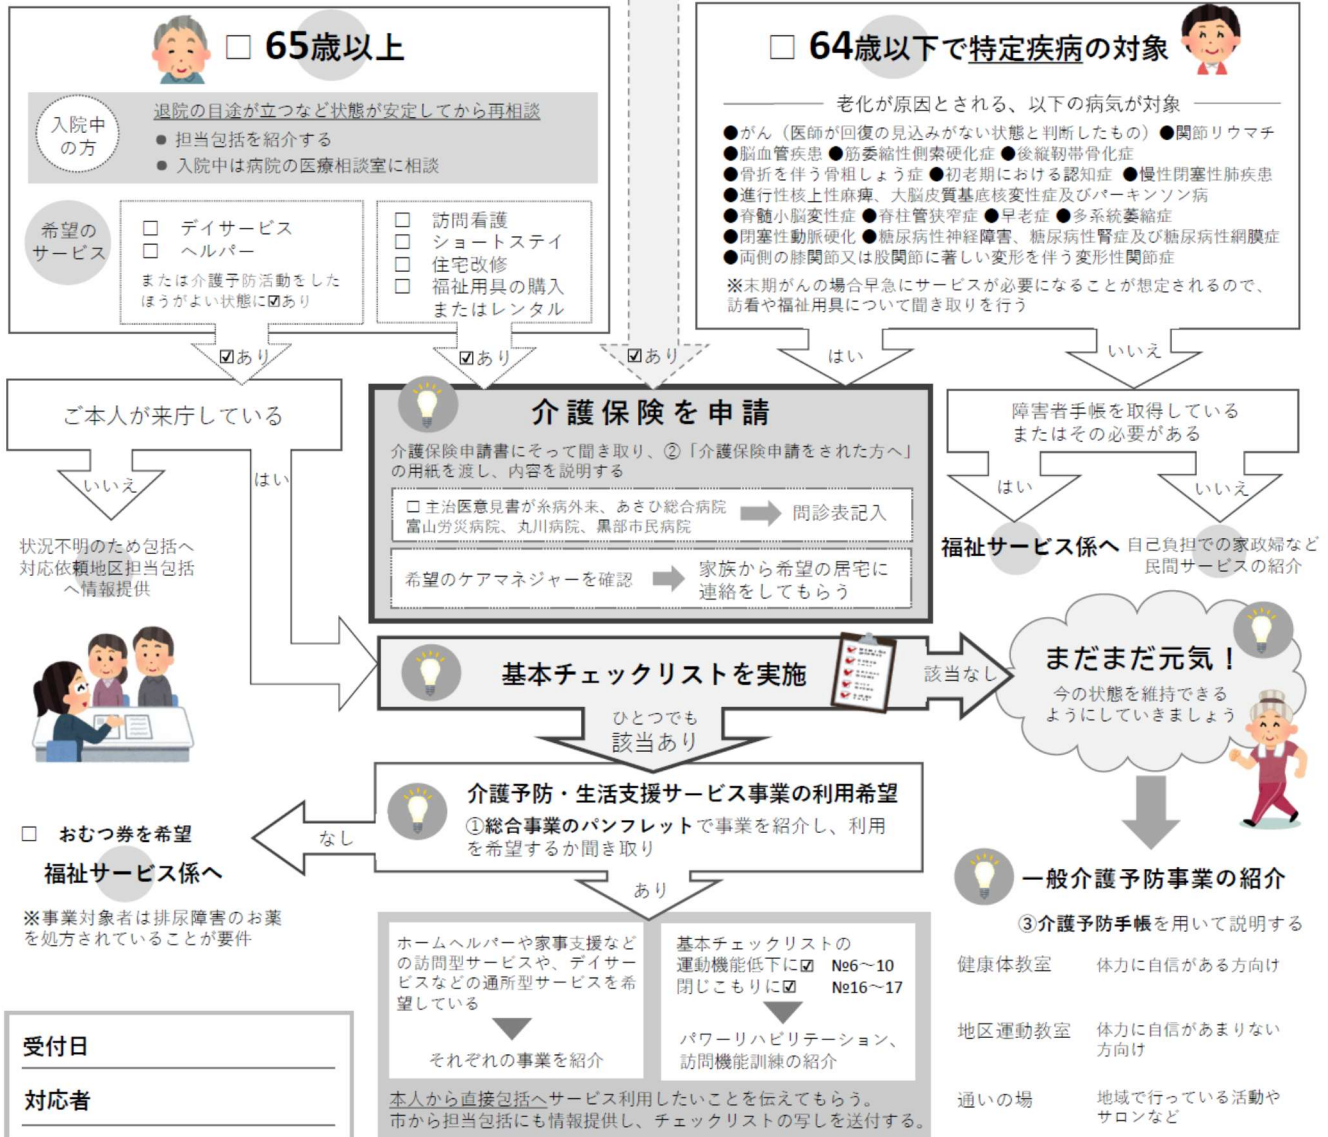 □ 65歳以上
入院中
の方
退院の目途が立つなど状態が安定してから再相談
● 担当包括を紹介する
● 入院中は病院の医療相談室に相談
希望の
サービス
□ デイサービス
□ ヘルパー
または介護予防活動をした
ほうがよい状態に☑あり
□ 訪問看護
□ ショートステイ
□ 住宅改修
□ 福祉用具の購入
またはレンタル
☑あり
☑あり
☑あり
□ 64歳以下で特定疾病の対象
老化が原因とされる、以下の病気が対象
●がん（医師が回復の見込みがない状態と判断したもの）●関節リウマチ
●脳血管疾患 ●筋委縮性側索硬化症 ●後縦靭帯骨化症
●骨折を伴う骨粗しょう症 ●初老期における認知症 ●慢性閉塞性肺疾患
●進行性核上性麻痺、大脳皮質基底核変性症及びパーキンソン病
●脊髄小脳変性症 ●脊柱管狭窄症 ●早老症 ●多系統萎縮症
●閉塞性動脈硬化 ●糖尿病性神経障害、糖尿病性腎症及び糖尿病性網膜症
●両側の膝関節又は股関節に著しい変形を伴う変形性関節症
※末期がんの場合早急にサービスが必要になることが想定されるので、
訪看や福祉用具について聞き取りを行う
はい
いいえ
ご本人が来庁している
いいえ
はい
状況不明のため包括へ
対応依頼地区担当包括
へ情報提供
介護保険を申請
介護保険申請書にそって聞き取り、②「介護保険申請をされた方へ」
の用紙を渡し、内容を説明する
□ 主治医意見書が糸病外来、あさひ総合病院
富山労災病院、丸川病院、黒部市民病院
問診表記入
希望のケアマネジャーを確認
家族から希望の居宅に
連絡をしてもらう
障害者手帳を取得している
またはその必要がある
はい
いいえ
福祉サービス係へ
自己負担での家政婦など
民間サービスの紹介
基本チェックリストを実施
該当なし
まだまだ元気！
今の状態を維持できる
ようにしていきましょう
ひとつでも
該当あり
介護予防・生活支援サービス事業の利用希望
①総合事業のパンフレットで事業を紹介し、利用
を希望するか聞き取り
なし
□ おむつ券を希望
福祉サービス係へ
※事業対象者は排尿障害のお薬
を処方されていることが要件
あり
ホームヘルパーや家事支援など
の訪問型サービスや、デイサー
ビスなどの通所型サービスを希
望している
それぞれの事業を紹介
基本チェックリストの
運動機能低下に☑ №6～10
閉じこもりに☑ №16～17
パワーリハビリテーション、
訪問機能訓練の紹介
本人から直接包括へサービス利用したいことを伝えてもらう。
市から担当包括にも情報提供し、チェックリストの写しを送付する。
一般介護予防事業の紹介
③介護予防手帳を用いて説明する
健康体教室 体力に自信がある方向け
地区運動教室 体力に自信があまりない
方向け
通いの場 地域で行っている活動や
サロンなど
受付日
対応者